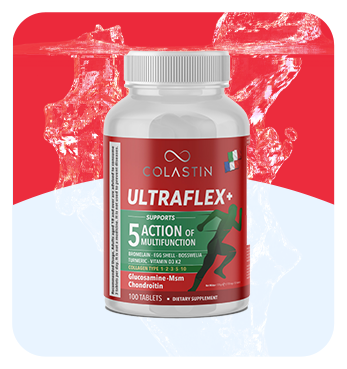 COLASTIN
ULTRAFLEX+
SUPPORTS
5 ACTION OF
MULTIFUNCTION
BROMELAIN · EGG SHELL · BOSWELLIA
TURMERIC · VITAMIN D3 K2
COLLAGEN TYPE 1 · 2 · 3 · 5 · 10
Glucosamine · Msm
Chondroitin
100 TABLETS • DIETARY SUPPLEMENT